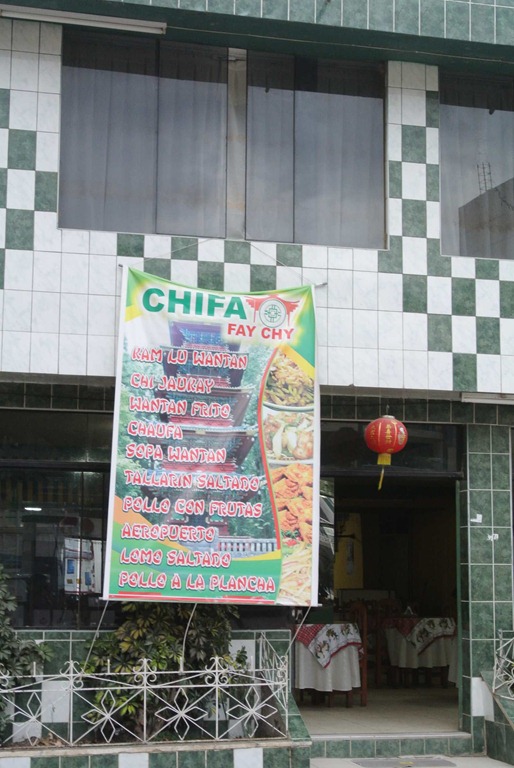 CHIFA
FAY CHY
KAM LU WANTAN
CHI JAUKAY
WANTAN FRITO
CHAUFA
SOPA WANTAN
TALLARIN SALTADO
POLLO CON FRUTAS
AEROPUERTO
LOMO SALTADO
POLLO A LA PLANCHA